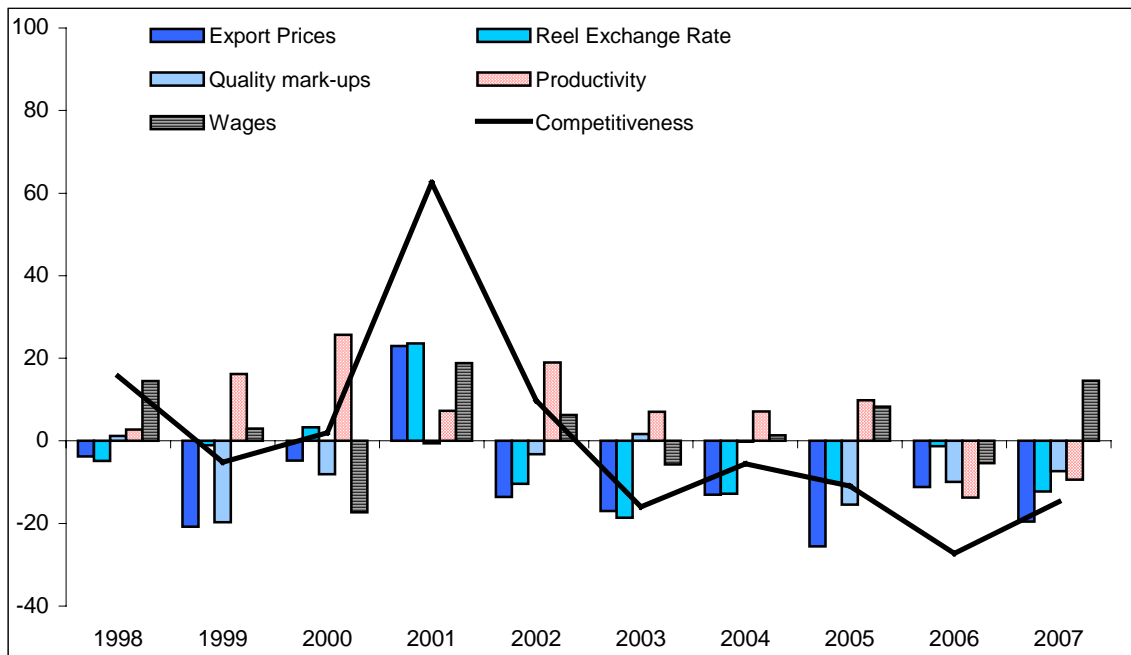 100
80
60
40
20
0
-20
-40
Export Prices
Reel Exchange Rate
Quality mark-ups
Productivity
Wages
Competitiveness
1998 1999 2000 2001 2002 2003 2004 2005 2006 2007